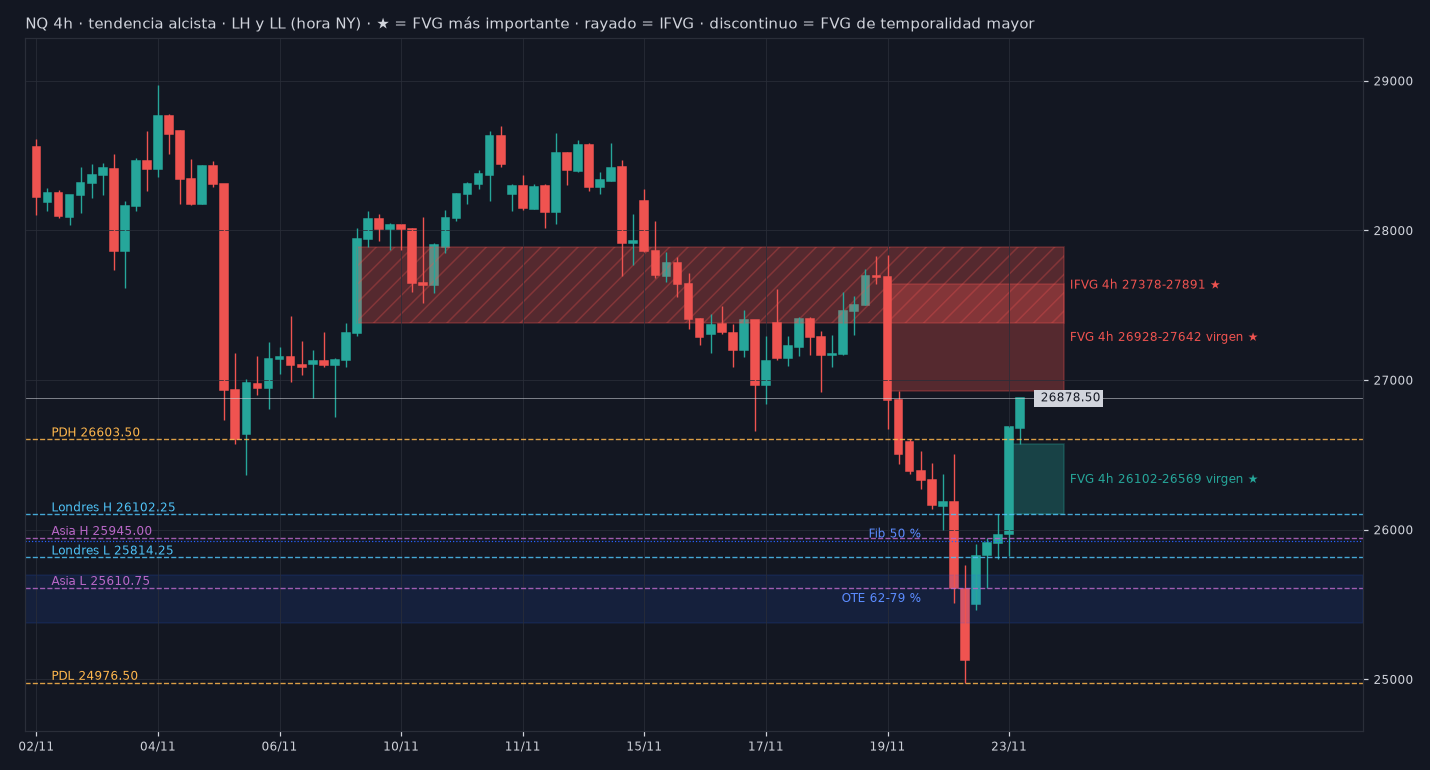 NQ 4h · tendencia alcista · LH y LL (hora NY) · ★ = FVG más importante · rayado = IFVG · discontinuo = FVG de temporalidad mayor
29000
28000
IFVG 4h 27378-27891 ★
FVG 4h 26928-27642 virgen ★
27000
26878.50
PDH 26603.50
FVG 4h 26102-26569 virgen ★
Londres H 26102.25
Asia H 25945.00
Fib 50 %
26000
Londres L 25814.25
Asia L 25610.75
OTE 62-79 %
PDL 24976.50
25000
02/11 04/11 06/11 10/11 11/11 15/11 17/11 19/11 23/11